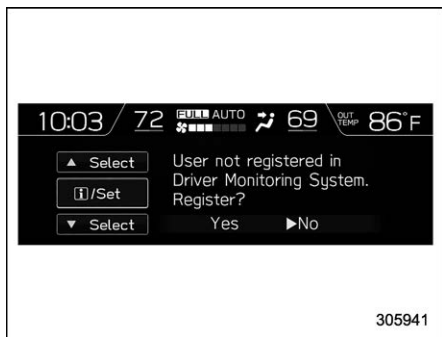 10:03 72 FULL AUTO 69 OUT TEMP 86°F
▲ Select
i/Set
▼ Select
User not registered in
Driver Monitoring System.
Register?
Yes ▶No
305941